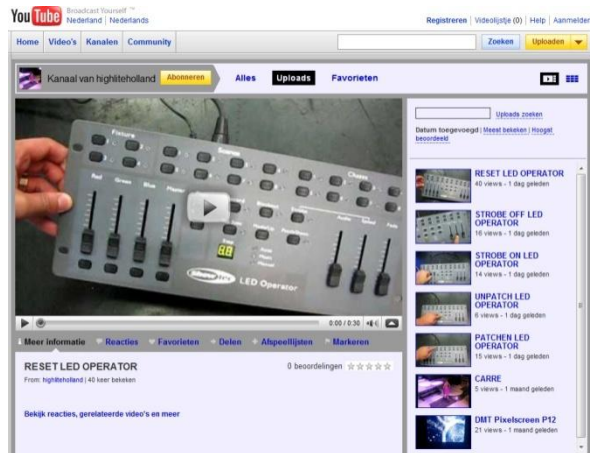 You Tube
Broadcast Yourself ™
Nederland | Nederlands
Registreren | Videolijstje (0) | Help | Aanmelden
Home Video's Kanalen Community
Zoeken
Uploaden
Kanaal van highliteholland
Abonneren
Alles
Uploads
Favorieten
Fixture
Scenes
Chase
Red Green Blue Master
Audio Speed Fade
Showtec
LED Operator
0:00 / 0:30
Meer informatie
Reacties
Favorieten
Delen
Afspeellijsten
Markeren
RESET LED OPERATOR
0 beoordelingen
From: highliteholland | 40 keer bekeken
Bekijk reacties, gerelateerde video's en meer
Uploads zoeken
Datum toegevoegd | Meest bekeken | Hoogst
beoordeeld
RESET LED OPERATOR
40 views - 1 dag geleden
STROBE OFF LED
OPERATOR
16 views - 1 dag geleden
STROBE ON LED
OPERATOR
14 views - 1 dag geleden
UNPATCH LED
OPERATOR
6 views - 1 dag geleden
PATCHEN LED
OPERATOR
15 views - 1 dag geleden
CARRE
5 views - 1 maand geleden
DMT Pixelscreen P12
21 views - 1 maand geleden